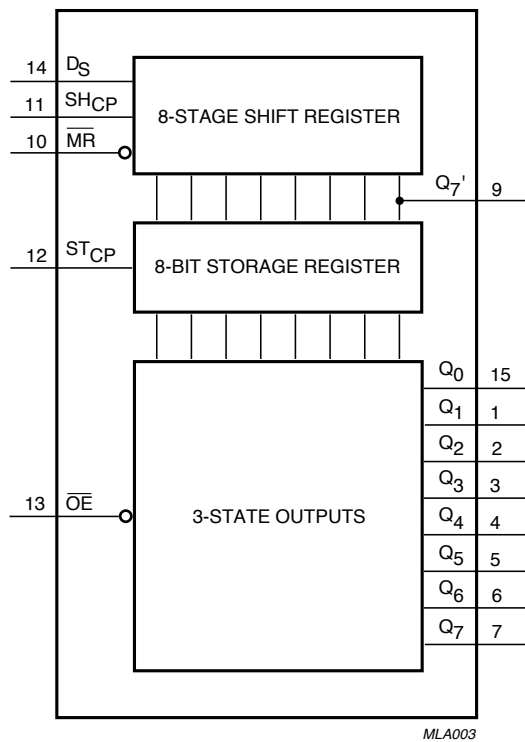 14 DS
11 SHCP
10 MR
8-STAGE SHIFT REGISTER
Q7' 9
12 STCP
8-BIT STORAGE REGISTER
Q0 15
Q1 1
Q2 2
Q3 3
Q4 4
Q5 5
Q6 6
Q7 7
13 OE
3-STATE OUTPUTS
MLA003